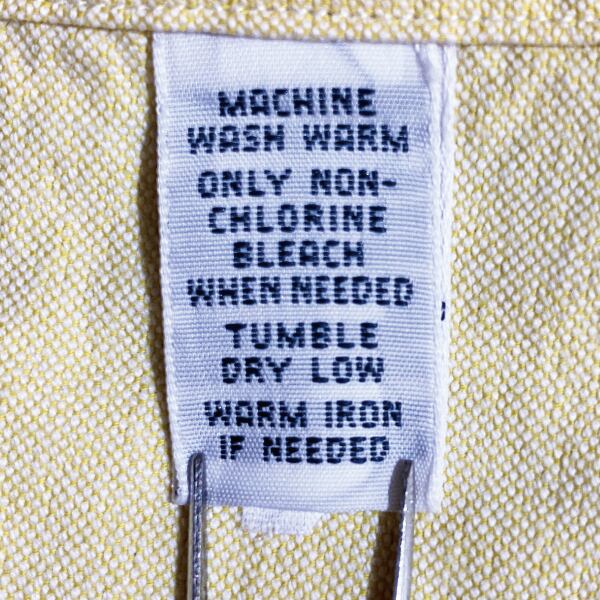 MACHINE
WASH WARM
ONLY NON-
CHLORINE
BLEACH
WHEN NEEDED
TUMBLE
DRY LOW
WARM IRON
IF NEEDED